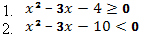 1. x² − 3x − 4 ≥ 0
2. x² − 3x − 10 < 0